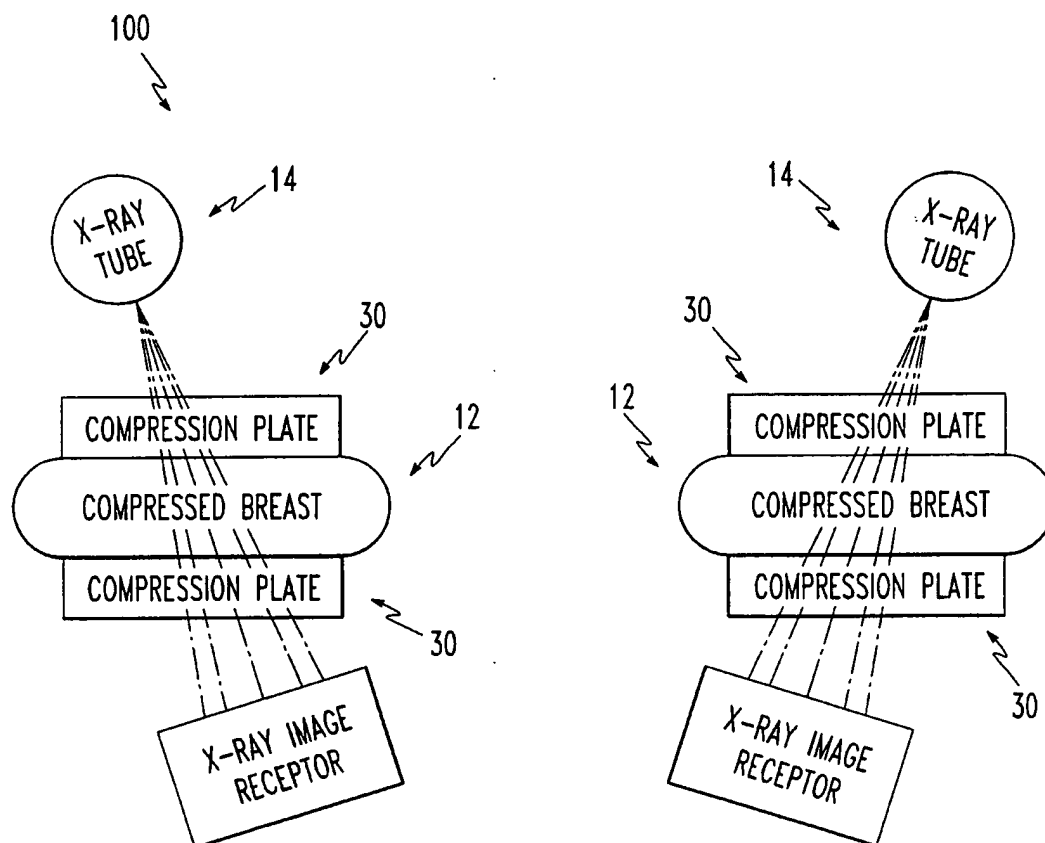 100
14
X-RAY
TUBE
30
COMPRESSION PLATE
12
COMPRESSED BREAST
COMPRESSION PLATE
30
X-RAY IMAGE
RECEPTOR
14
X-RAY
TUBE
30
COMPRESSION PLATE
12
COMPRESSED BREAST
COMPRESSION PLATE
30
X-RAY IMAGE
RECEPTOR